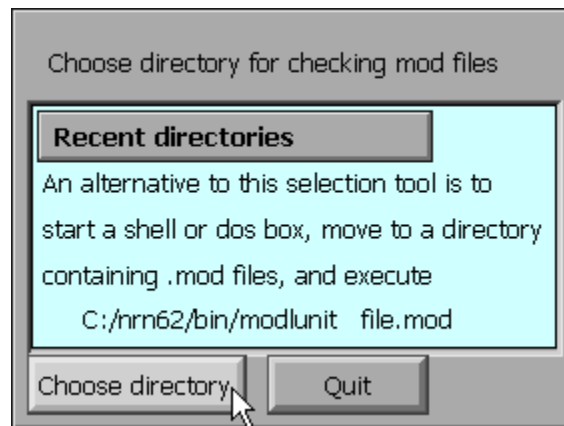 Choose directory for checking mod files
Recent directories
An alternative to this selection tool is to
start a shell or dos box, move to a directory
containing .mod files, and execute
C:/nrn62/bin/modlunit file.mod
Choose directory
Quit